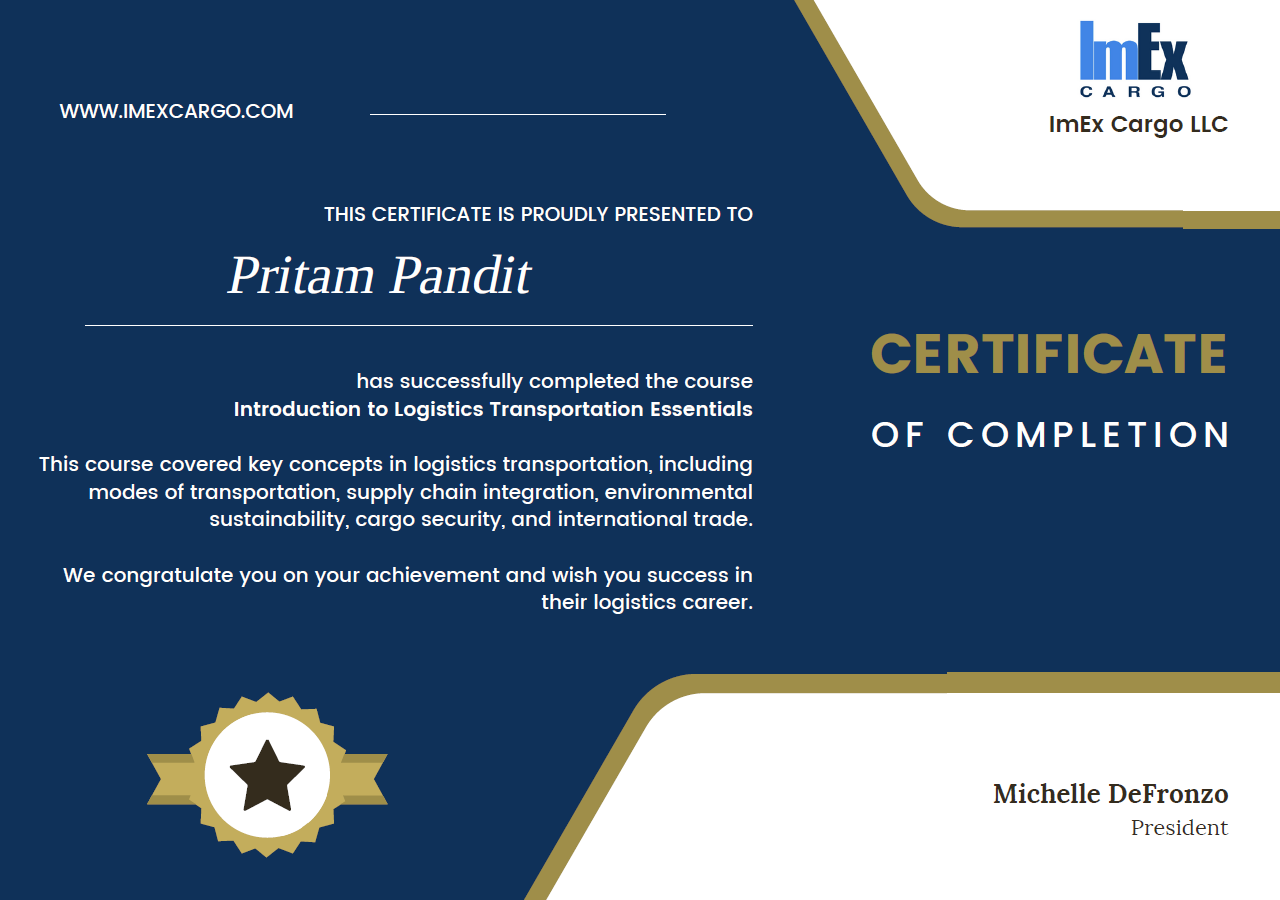 ImEx
CARGO
ImEx Cargo LLC
WWW.IMEXCARGO.COM
THIS CERTIFICATE IS PROUDLY PRESENTED TO
Pritam Pandit
CERTIFICATE
OF COMPLETION
has successfully completed the course
Introduction to Logistics Transportation Essentials
This course covered key concepts in logistics transportation, including
modes of transportation, supply chain integration, environmental
sustainability, cargo security, and international trade.
We congratulate you on your achievement and wish you success in
their logistics career.
Michelle DeFronzo
President